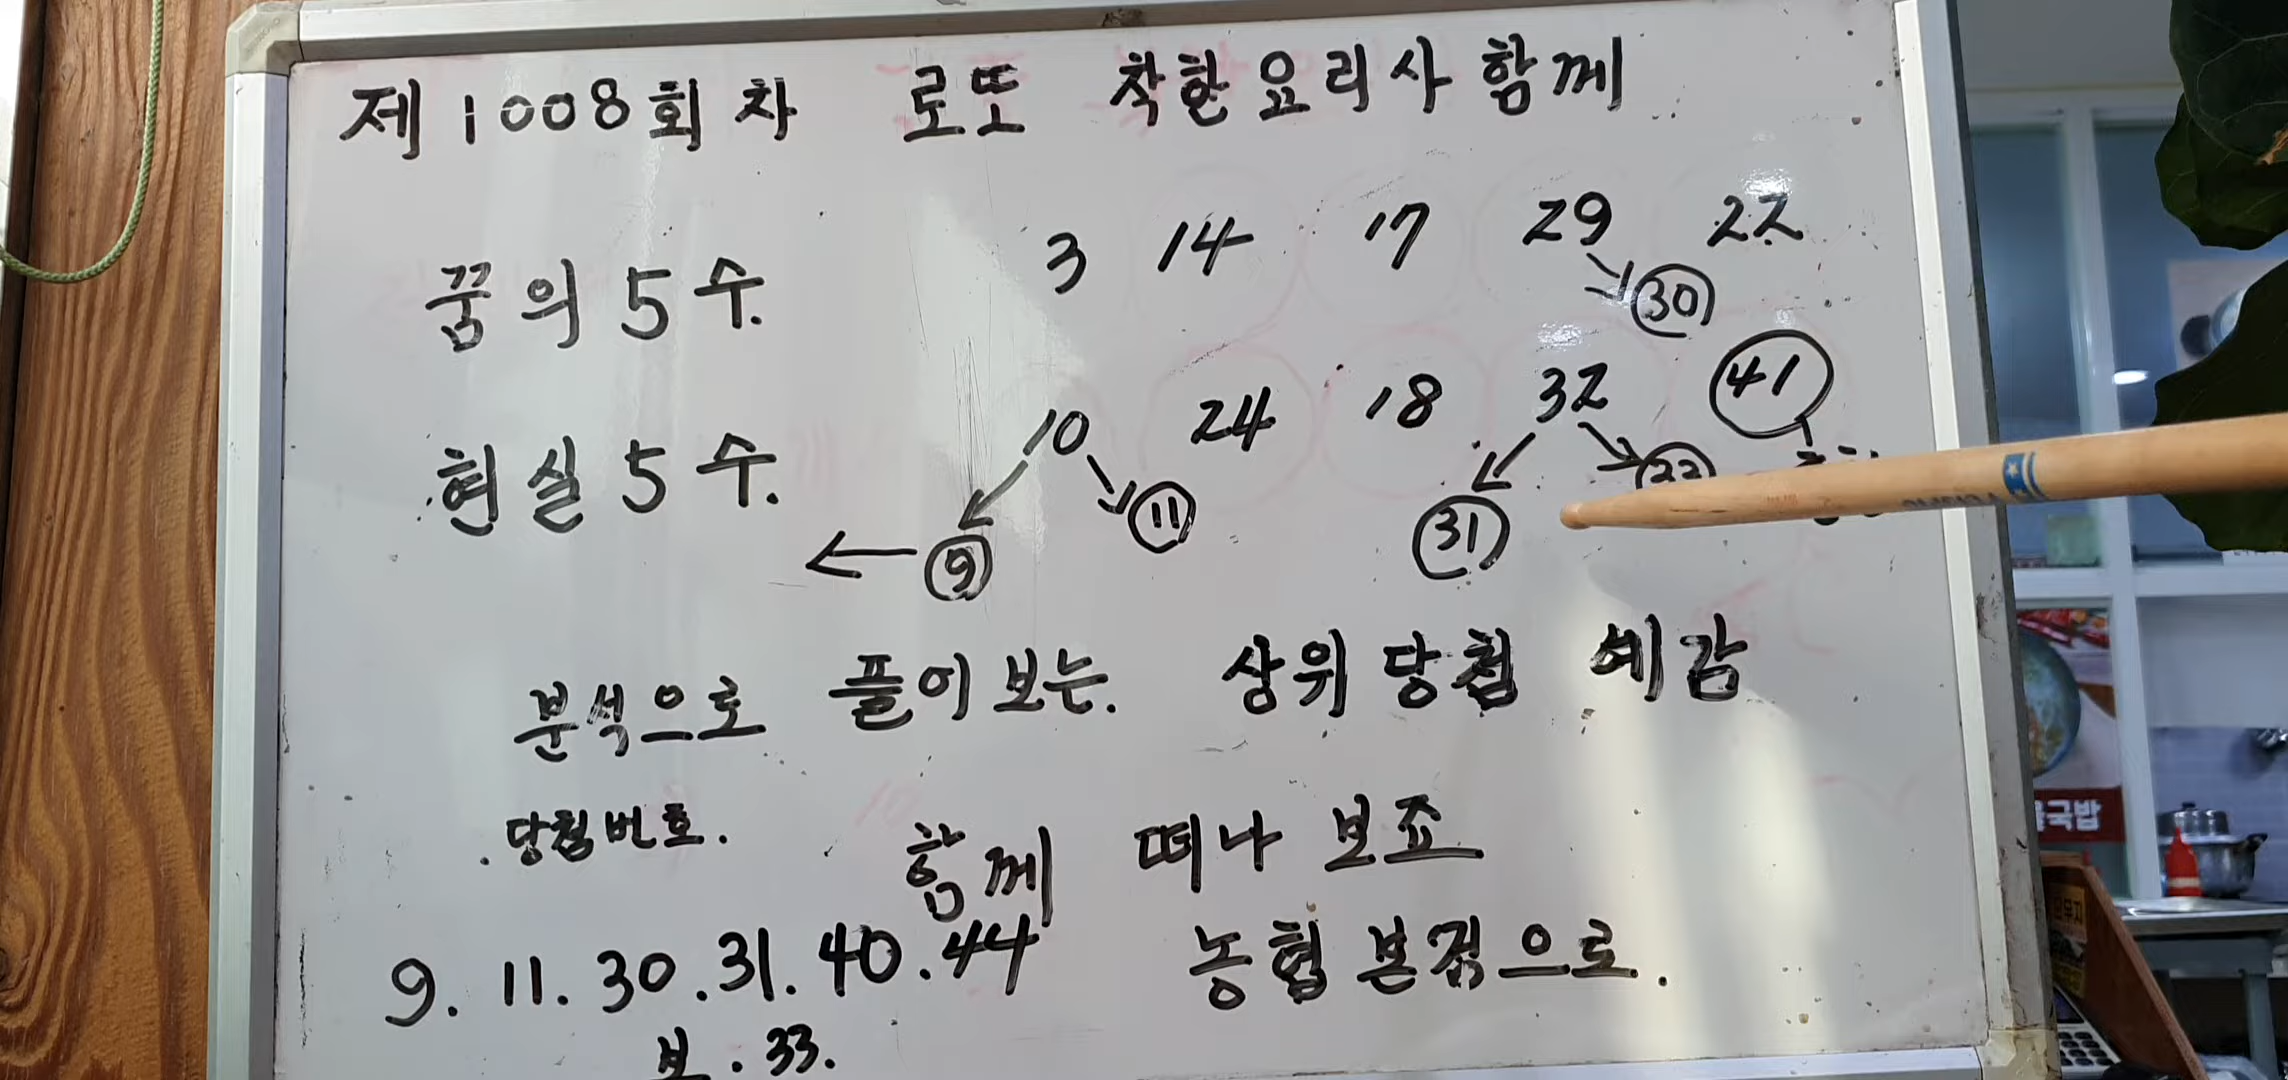 제 1008회 차 로또 착한요리사 함께
꿈의 5수. 3 14 17 29 22
30
현실 5수. 10 24 18 32 41
9 11 31
분석으로 풀이보는. 상위당첨 예감
. 당첨번호.
함께 떠나 보죠
9. 11. 30. 31. 40. 44 농협본점으로.
보. 33.
국밥